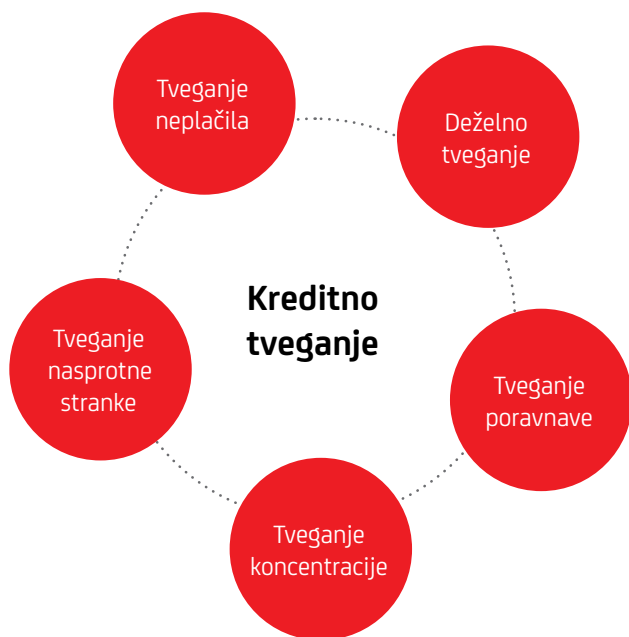 Tveganje
neplačila
Deželno
tveganje
Kreditno
tveganje
Tveganje
nasprotne
stranke
Tveganje
poravnave
Tveganje
koncentracije